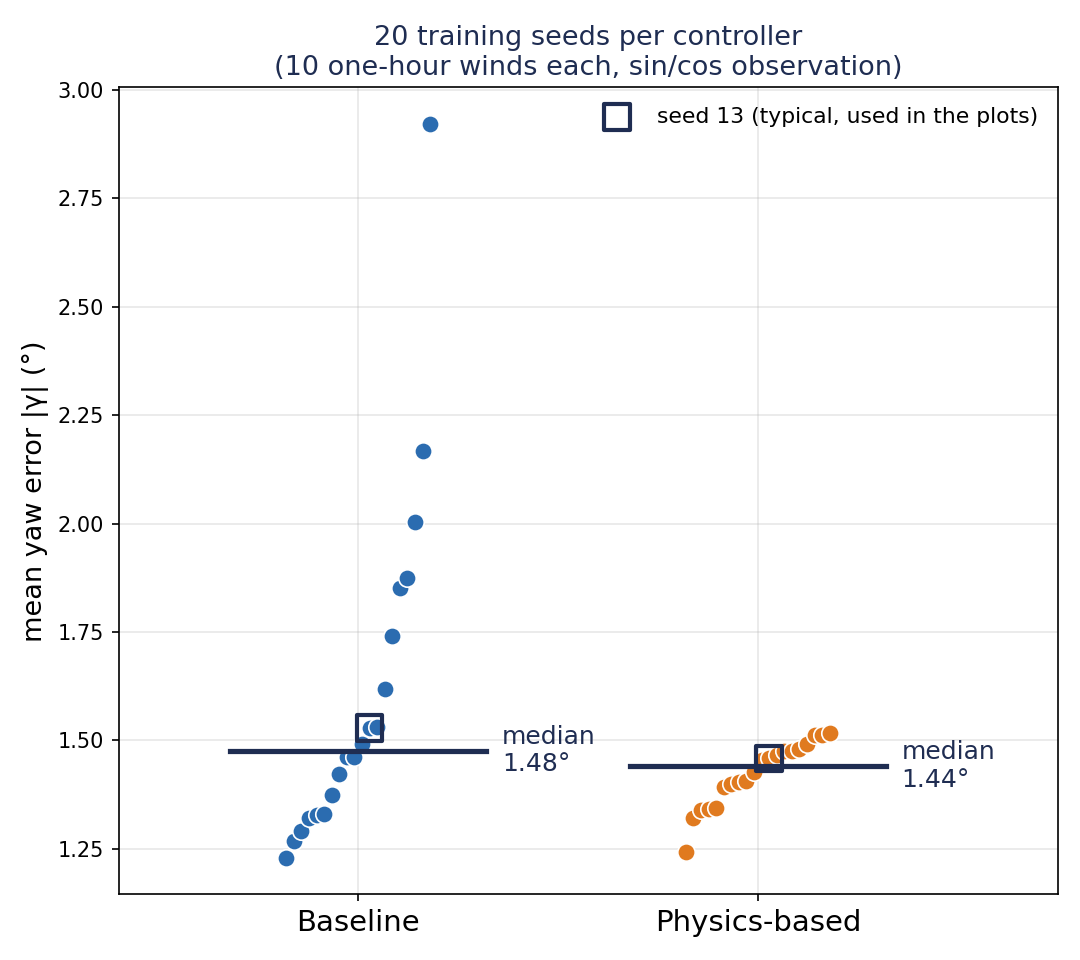 20 training seeds per controller
(10 one-hour winds each, sin/cos observation)
seed 13 (typical, used in the plots)
mean yaw error |γ| (°)
3.00
2.75
2.50
2.25
2.00
1.75
1.50
1.25
median
1.48°
median
1.44°
Baseline
Physics-based